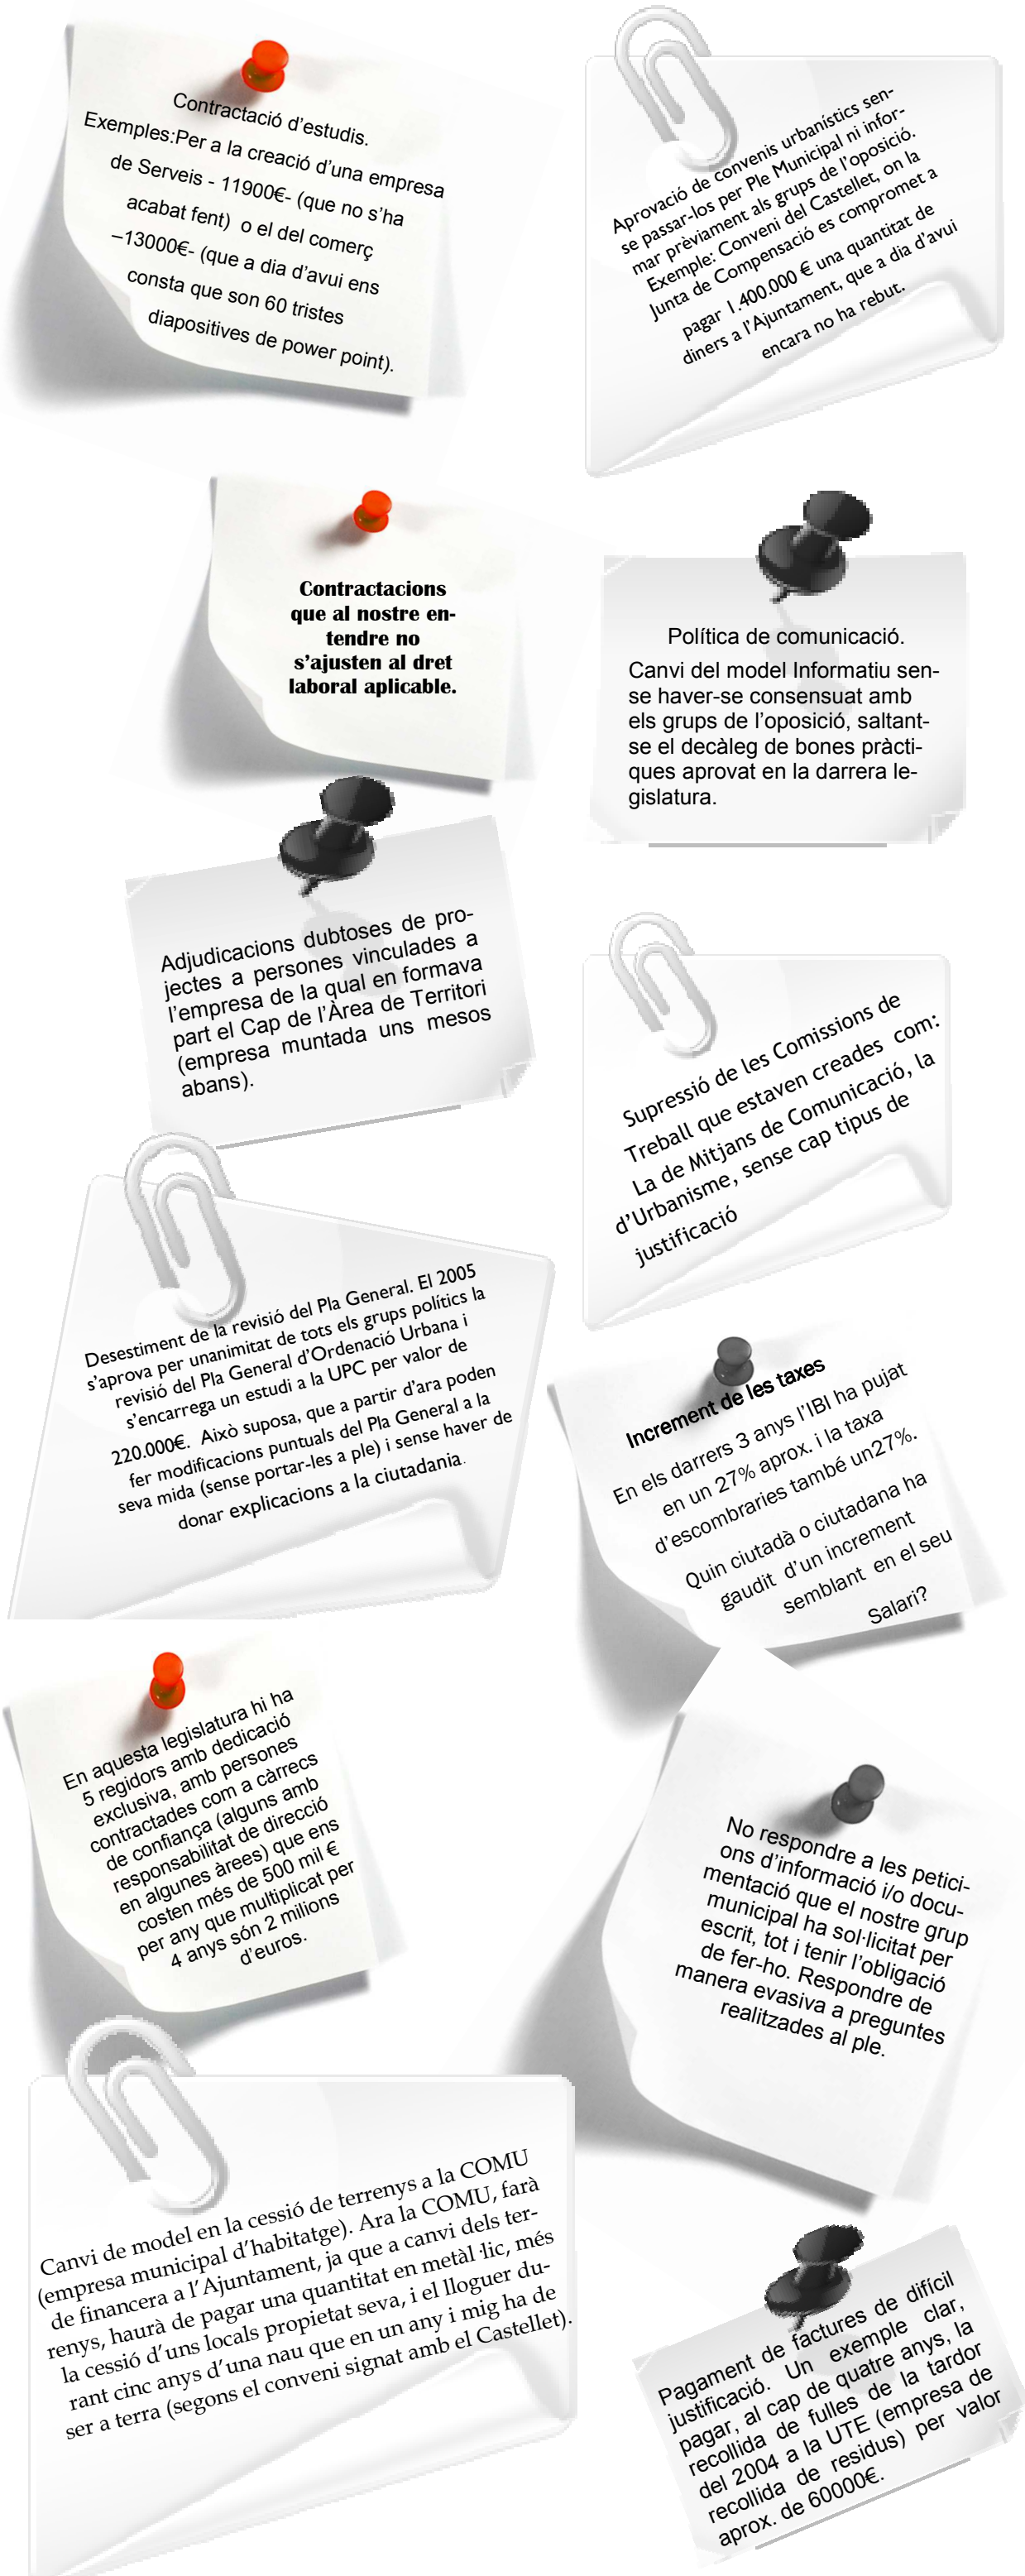 Contractació d'estudis.
Exemples:Per a la creació d'una empresa
de Serveis - 11900€- (que no s'ha
acabat fent)  o el del comerç
–13000€- (que a dia d'avui ens
consta que son 60 tristes
diapositives de power point).
Aprovació de convenis urbanístics sen-
se passar-los per Ple Municipal ni infor-
mar prèviament als grups de l'oposició.
Exemple: Conveni del Castellet, on la
Junta de Compensació es compromet a
pagar 1.400.000 € una quantitat de
diners a l'Ajuntament, que a dia d'avui
encara no ha rebut.
Contractacions
que al nostre en-
tendre no
s'ajusten al dret
laboral aplicable.
Política de comunicació.
Canvi del model Informatiu sen-
se haver-se consensuat amb
els grups de l'oposició, saltant-
se el decàleg de bones pràcti-
ques aprovat en la darrera le-
gislatura.
Adjudicacions dubtoses de pro-
jectes a persones vinculades a
l'empresa de la qual en formava
part el Cap de l'Àrea de Territori
(empresa muntada uns mesos
abans).
Supressió de les Comissions de
Treball que estaven creades com:
La de Mitjans de Comunicació, la
d'Urbanisme, sense cap tipus de
justificació
Desestiment de la revisió del Pla General. El 2005
s'aprova per unanimitat de tots els grups polítics la
revisió del Pla General d'Ordenació Urbana i
s'encarrega un estudi a la UPC per valor de
220.000€.  Això suposa, que a partir d'ara poden
fer modificacions puntuals del Pla General a la
seva mida (sense portar-les a ple) i sense haver de
donar explicacions a la ciutadania.
Increment de les taxes
En els darrers 3 anys l'IBI ha pujat
en un 27% aprox. i la taxa
d'escombraries també un27%.
Quin ciutadà o ciutadana ha
gaudit d'un increment
semblant en el seu
Salari?
En aquesta legislatura hi ha
5 regidors amb dedicació
exclusiva, amb persones
contractades com a càrrecs
de confiança (alguns amb
responsabilitat de direcció
en algunes àrees) que ens
costen més de 500 mil €
per any que multiplicat per
4 anys són 2 milions
d'euros.
No respondre a les petici-
ons d'informació i/o docu-
mentació que el nostre grup
municipal ha sol·licitat per
escrit, tot i tenir l'obligació
de fer-ho. Respondre de
manera evasiva a preguntes
realitzades al ple.
Canvi de model en la cessió de terrenys a la COMU
(empresa municipal d'habitatge). Ara la COMU, farà
de financera a l'Ajuntament, ja que a canvi dels ter-
renys, haurà de pagar una quantitat en metàl·lic, més
la cessió d'uns locals propietat seva, i el lloguer du-
rant cinc anys d'una nau que en un any i mig ha de
ser a terra (segons el conveni signat amb el Castellet).
Pagament de factures de difícil
justificació. Un exemple clar,
pagar, al cap de quatre anys, la
recollida de fulles de la tardor
del 2004 a la UTE (empresa de
recollida de residus) per valor
aprox. de 60000€.